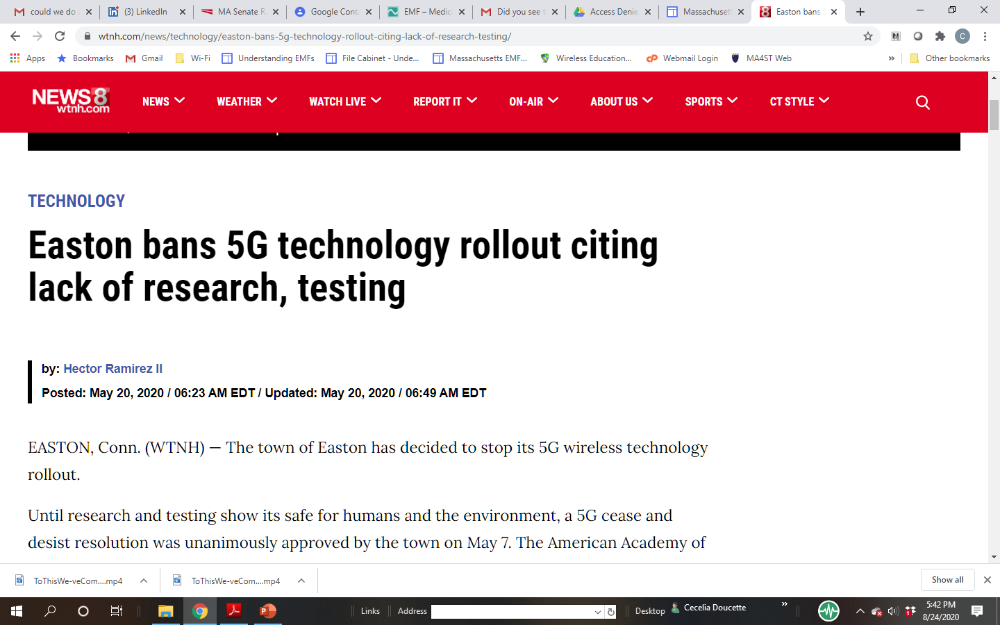 could we do
(3) LinkedIn
MA Senate R
Google Cont
EMF – Medic
Did you see t
Access Denie
Massachuset
Easton bans
wtnh.com/news/technology/easton-bans-5g-technology-rollout-citing-lack-of-research-testing/
C
Apps Bookmarks Gmail Wi-Fi Understanding EMFs File Cabinet - Unde... Massachusetts EMF... Wireless Education... Webmail Login MA4ST Web » Other bookmarks
NEWS 8
wtnh.com
NEWS WEATHER WATCH LIVE REPORT IT ON-AIR ABOUT US SPORTS CT STYLE
TECHNOLOGY
Easton bans 5G technology rollout citing
lack of research, testing
by: Hector Ramirez II
Posted: May 20, 2020 / 06:23 AM EDT / Updated: May 20, 2020 / 06:49 AM EDT
EASTON, Conn. (WTNH) — The town of Easton has decided to stop its 5G wireless technology
rollout.
Until research and testing show its safe for humans and the environment, a 5G cease and
desist resolution was unanimously approved by the town on May 7. The American Academy of
ToThisWe-veCom....mp4 ToThisWe-veCom....mp4 Show all
Links Address Desktop Cecelia Doucette » 5:42 PM
8/24/2020